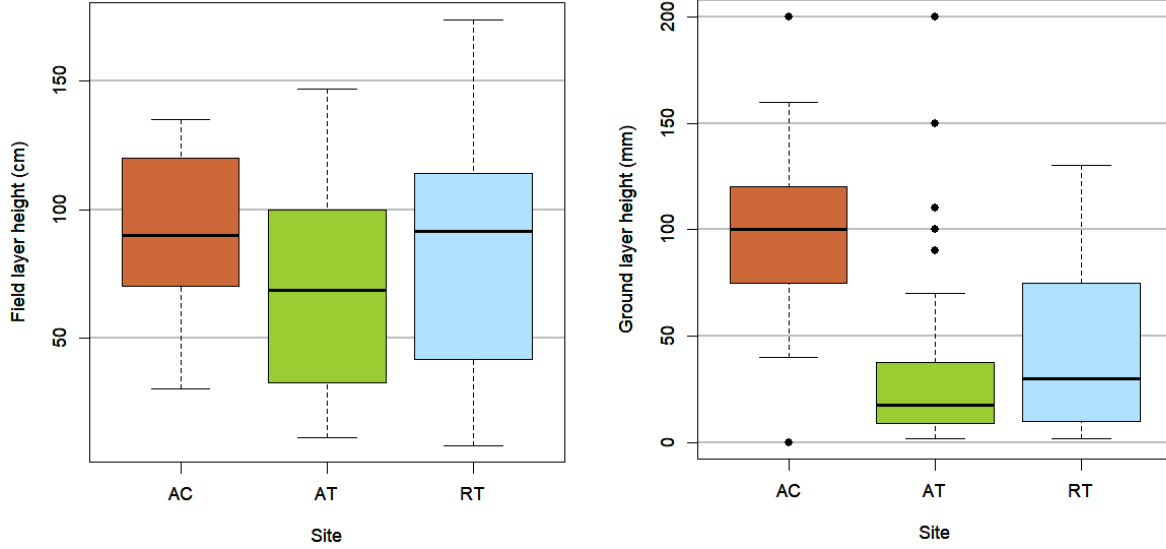 Field layer height (cm)
150
100
50
AC AT RT
Site
Ground layer height (mm)
200
150
100
50
0
AC AT RT
Site